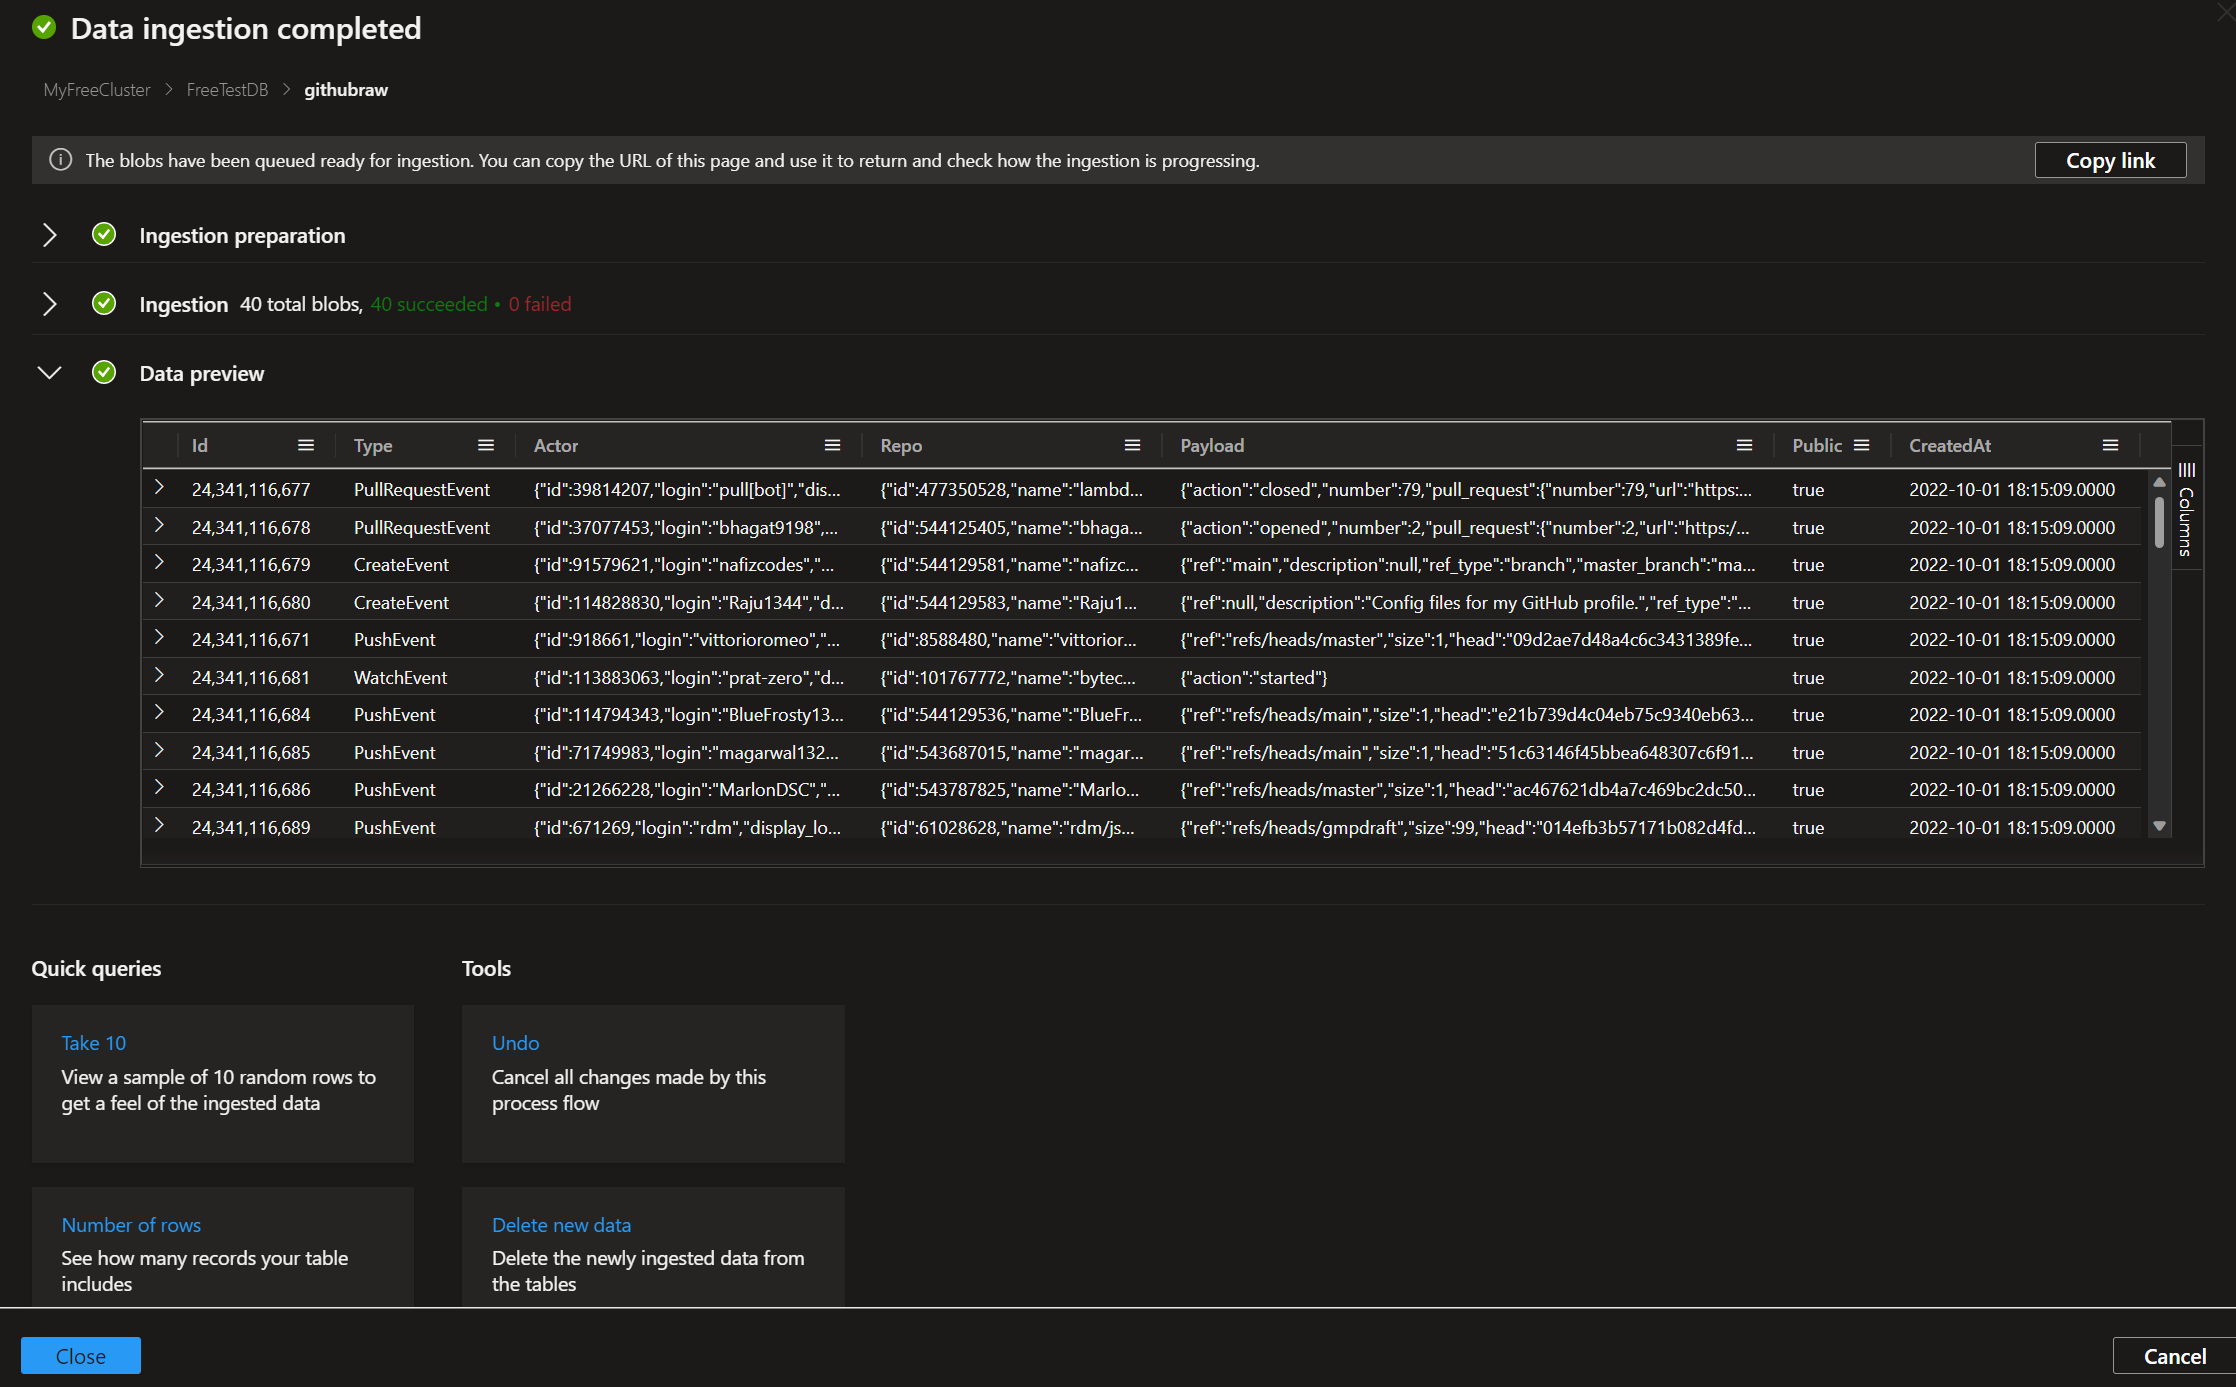 Data ingestion completed
MyFreeCluster > FreeTestDB > githubraw
The blobs have been queued ready for ingestion. You can copy the URL of this page and use it to return and check how the ingestion is progressing. Copy link
Ingestion preparation
Ingestion 40 total blobs, 40 succeeded • 0 failed
Data preview
Id Type Actor Repo Payload Public CreatedAt
24,341,116,677 PullRequestEvent {"id":39814207,"login":"pull[bot]","dis... {"id":477350528,"name":"lambd... {"action":"closed","number":79,"pull_request":{"number":79,"url":"https:... true 2022-10-01 18:15:09.0000
24,341,116,678 PullRequestEvent {"id":37077453,"login":"bhagat9198",... {"id":544125405,"name":"bhaga... {"action":"opened","number":2,"pull_request":{"number":2,"url":"https:/... true 2022-10-01 18:15:09.0000
24,341,116,679 CreateEvent {"id":91579621,"login":"nafizcodes","... {"id":544129581,"name":"nafizc... {"ref":"main","description":null,"ref_type":"branch","master_branch":"ma... true 2022-10-01 18:15:09.0000
24,341,116,680 CreateEvent {"id":114828830,"login":"Raju1344","d... {"id":544129583,"name":"Raju1... {"ref":null,"description":"Config files for my GitHub profile.","ref_type":"... true 2022-10-01 18:15:09.0000
24,341,116,671 PushEvent {"id":918661,"login":"vittorioromeo","... {"id":8588480,"name":"vittorior... {"ref":"refs/heads/master","size":1,"head":"09d2ae7d48a4c6c3431389fe... true 2022-10-01 18:15:09.0000
24,341,116,681 WatchEvent {"id":113883063,"login":"prat-zero","d... {"id":101767772,"name":"bytec... {"action":"started"} true 2022-10-01 18:15:09.0000
24,341,116,684 PushEvent {"id":114794343,"login":"BlueFrosty13... {"id":544129536,"name":"BlueFr... {"ref":"refs/heads/main","size":1,"head":"e21b739d4c04eb75c9340eb63... true 2022-10-01 18:15:09.0000
24,341,116,685 PushEvent {"id":71749983,"login":"magarwal132... {"id":543687015,"name":"magar... {"ref":"refs/heads/main","size":1,"head":"51c63146f45bbea648307c6f91... true 2022-10-01 18:15:09.0000
24,341,116,686 PushEvent {"id":21266228,"login":"MarlonDSC","... {"id":543787825,"name":"Marlo... {"ref":"refs/heads/master","size":1,"head":"ac467621db4a7c469bc2dc50... true 2022-10-01 18:15:09.0000
24,341,116,689 PushEvent {"id":671269,"login":"rdm","display_lo... {"id":61028628,"name":"rdm/js... {"ref":"refs/heads/gmpdraft","size":99,"head":"014efb3b57171b082d4fd... true 2022-10-01 18:15:09.0000
Columns
Quick queries
Take 10
View a sample of 10 random rows to
get a feel of the ingested data
Number of rows
See how many records your table
includes
Tools
Undo
Cancel all changes made by this
process flow
Delete new data
Delete the newly ingested data from
the tables
Close
Cancel